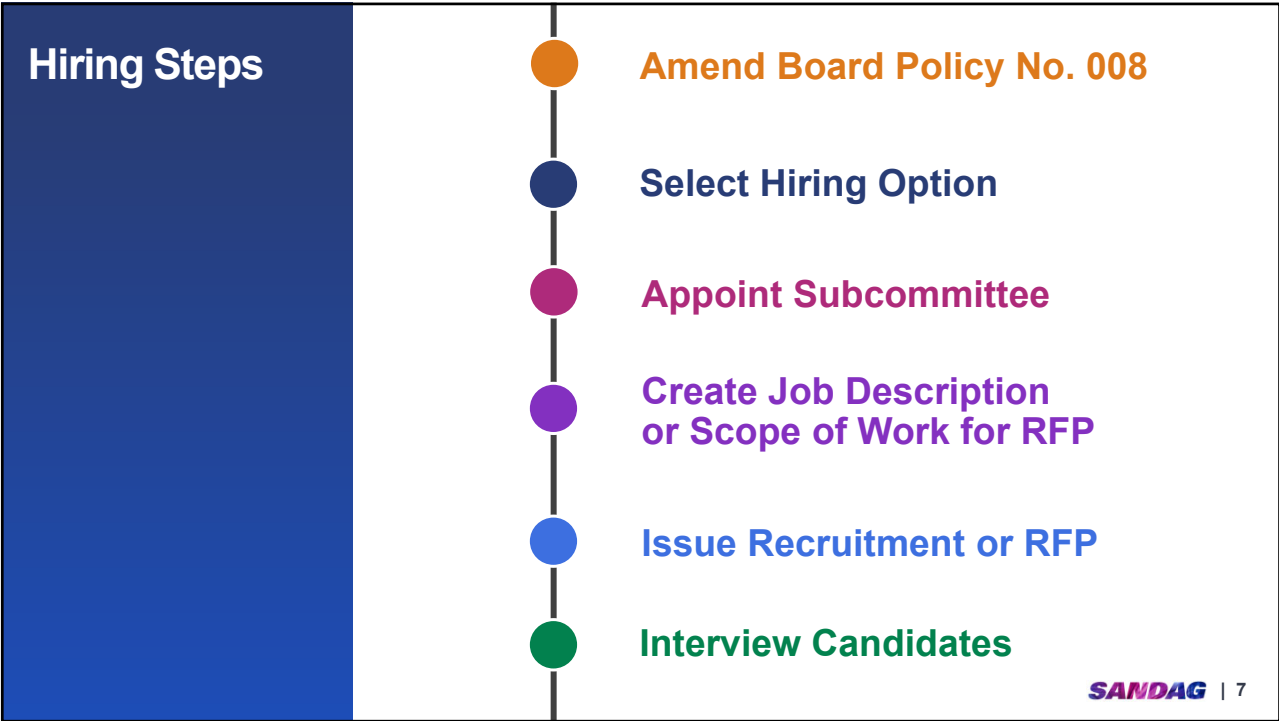 Hiring Steps
Amend Board Policy No. 008
Select Hiring Option
Appoint Subcommittee
Create Job Description
or Scope of Work for RFP
Issue Recruitment or RFP
Interview Candidates
SANDAG | 7